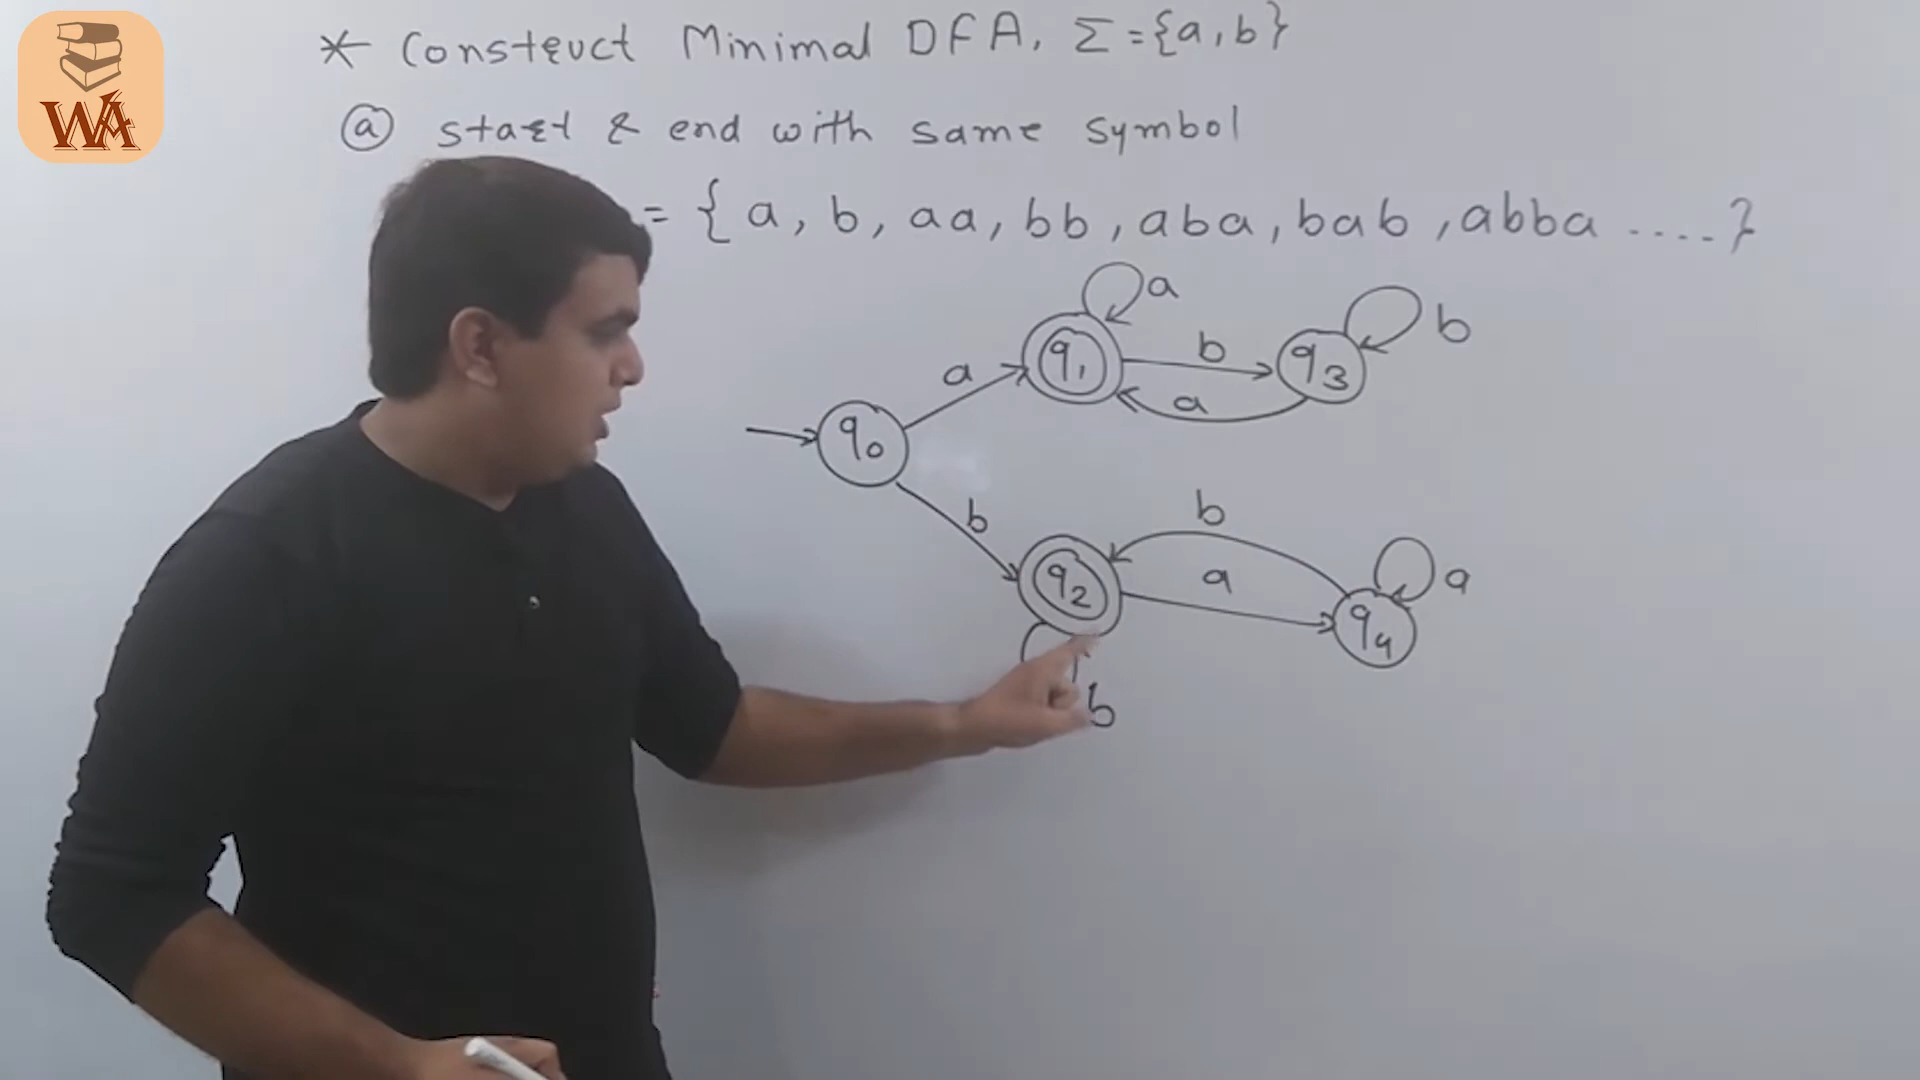 WA
* Construct Minimal DFA, Σ={a,b}
ⓐ start & end with same symbol
= { a, b, aa, bb, aba, bab, abba .... }
a
b
q1
b
q3
a
a
q0
b
b
q2
a
a
q4
b